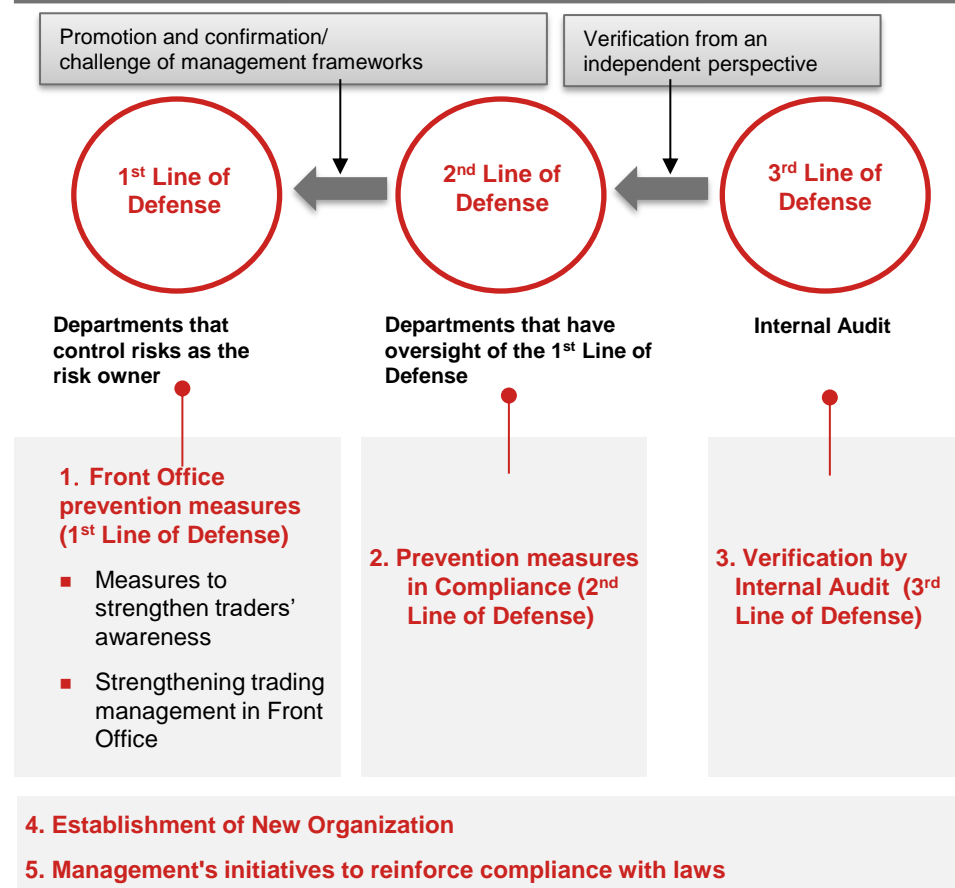 Promotion and confirmation/
challenge of management frameworks
Verification from an
independent perspective
1st Line of
Defense
2nd Line of
Defense
3rd Line of
Defense
Departments that
control risks as the
risk owner
Departments that have
oversight of the 1st Line of
Defense
Internal Audit
1. Front Office
prevention measures
(1st Line of Defense)
■ Measures to
strengthen traders’
awareness
■ Strengthening trading
management in Front
Office
2. Prevention measures
in Compliance (2nd
Line of Defense)
3. Verification by
Internal Audit (3rd
Line of Defense)
4. Establishment of New Organization
5. Management's initiatives to reinforce compliance with laws